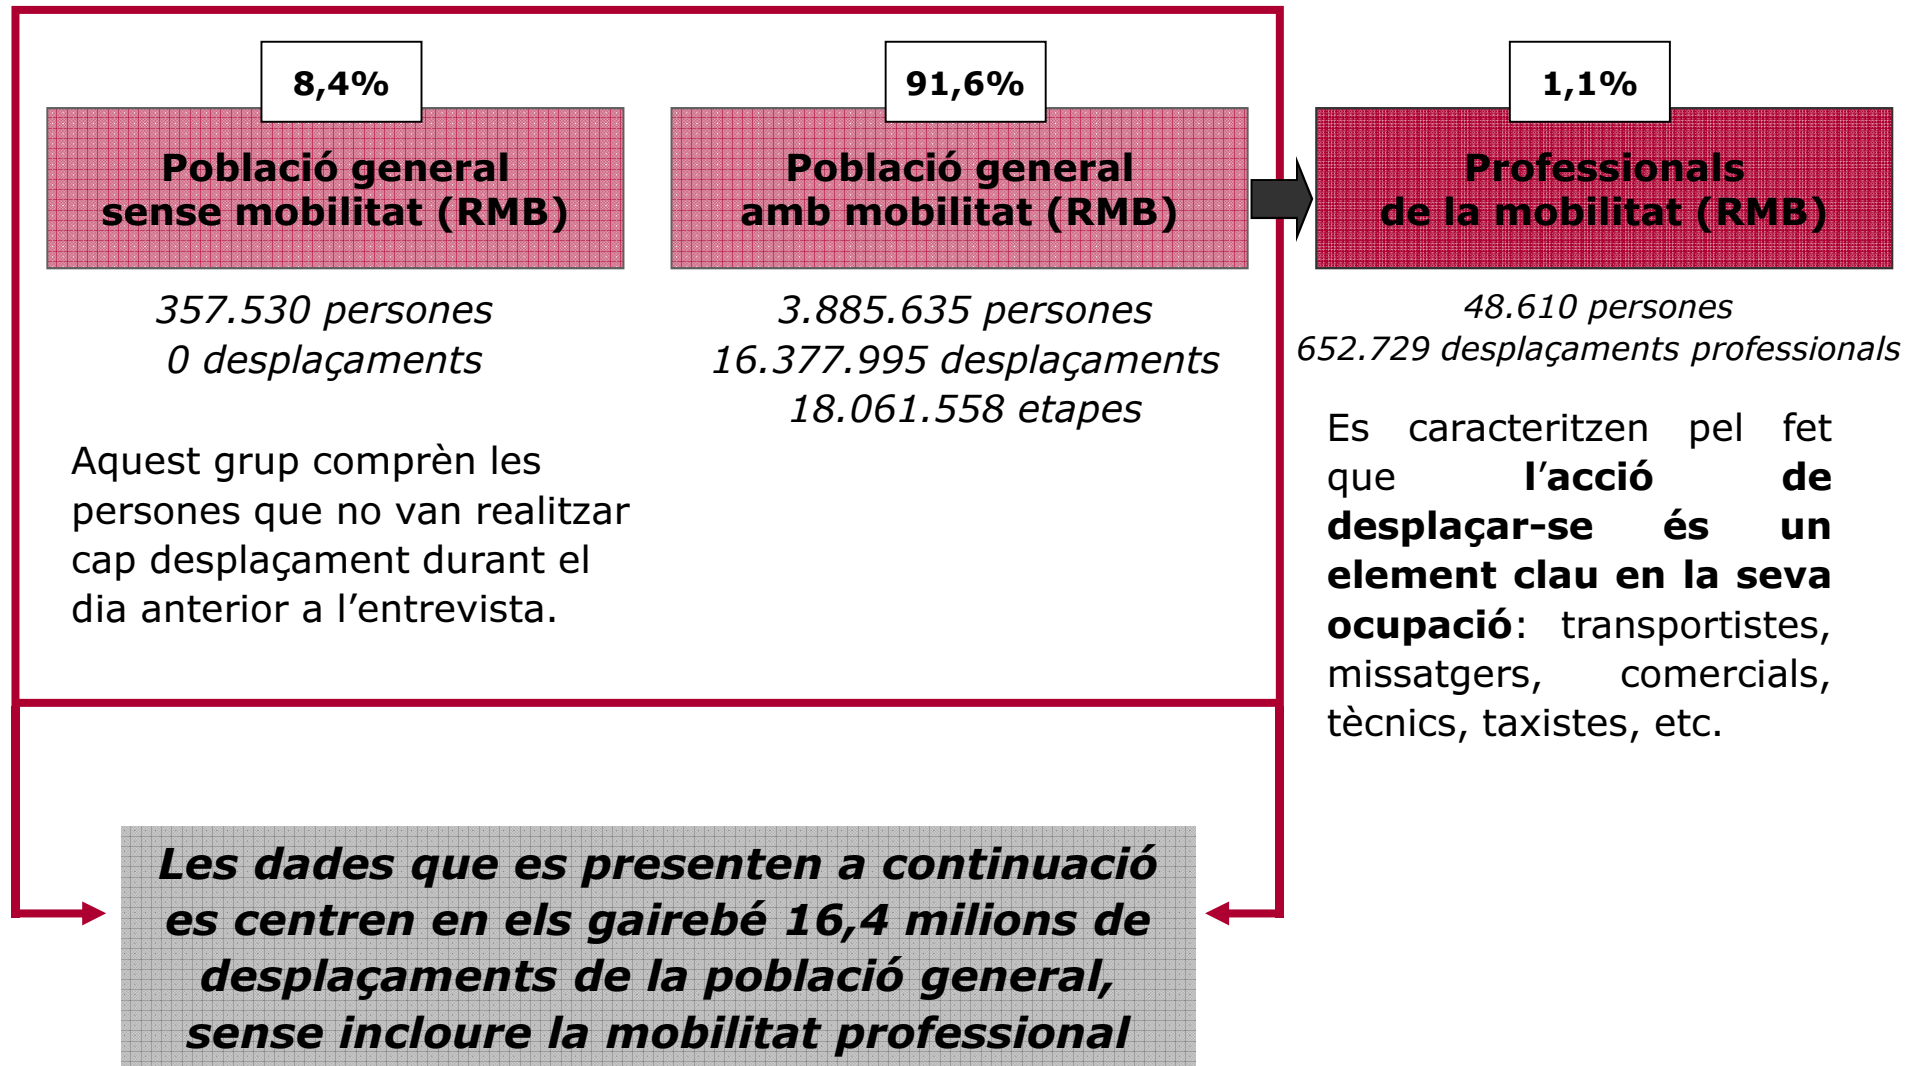 8,4%
Població general
sense mobilitat (RMB)
357.530 persones
0 desplaçaments
Aquest grup comprèn les
persones que no van realitzar
cap desplaçament durant el
dia anterior a l’entrevista.
91,6%
Població general
amb mobilitat (RMB)
3.885.635 persones
16.377.995 desplaçaments
18.061.558 etapes
1,1%
Professionals
de la mobilitat (RMB)
48.610 persones
652.729 desplaçaments professionals
Es caracteritzen pel fet
que l’acció de
desplaçar-se és un
element clau en la seva
ocupació: transportistes,
missatgers, comercials,
tècnics, taxistes, etc.
Les dades que es presenten a continuació
es centren en els gairebé 16,4 milions de
desplaçaments de la població general,
sense incloure la mobilitat professional